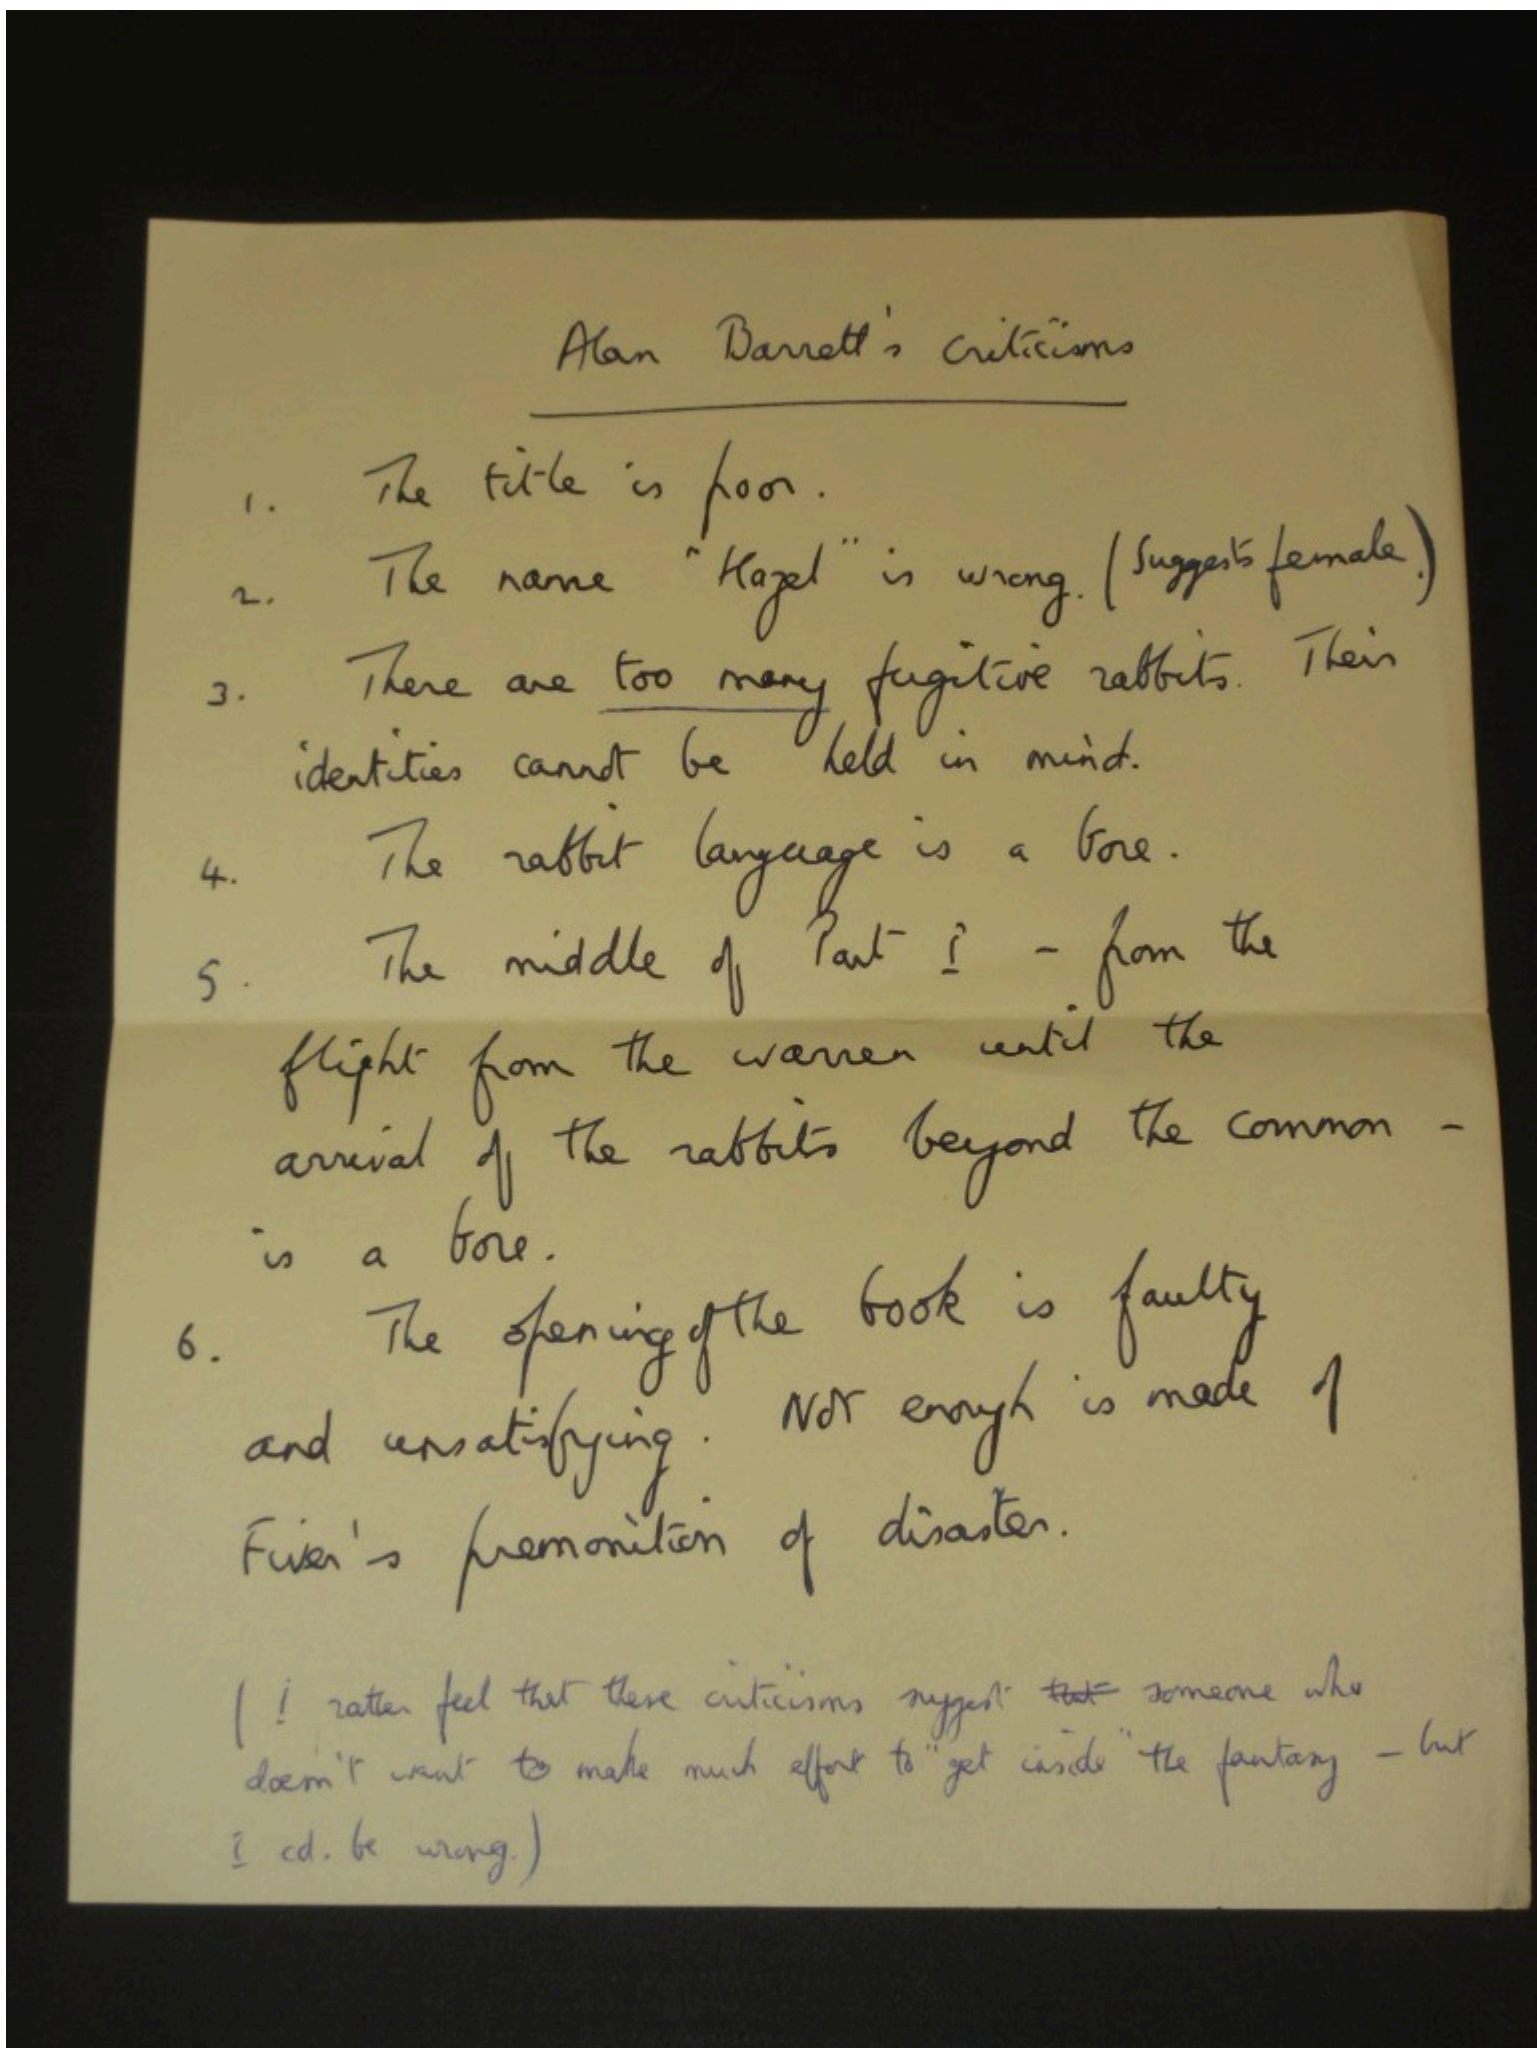 Alan Barrett's criticisms
1. The title is poor.
2. The name "Hazel" is wrong. (Suggests female.)
3. There are too many fugitive rabbits. Their
identities cannot be held in mind.
4. The rabbit language is a bore.
5. The middle of Part I - from the
flight from the warren until the
arrival of the rabbits beyond the common -
is a bore.
6. The opening of the book is faulty
and unsatisfying. Not enough is made of
Fiver's premonition of disaster.
(I rather feel that these criticisms suggest that someone who
doesn't want to make much effort to "get inside" the fantasy - but
I cd. be wrong.)